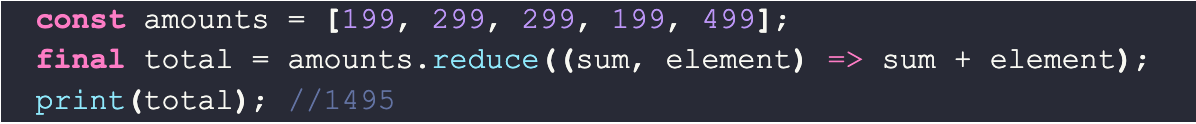 const amounts = [199, 299, 299, 199, 499];
final total = amounts.reduce((sum, element) => sum + element);
print(total); //1495